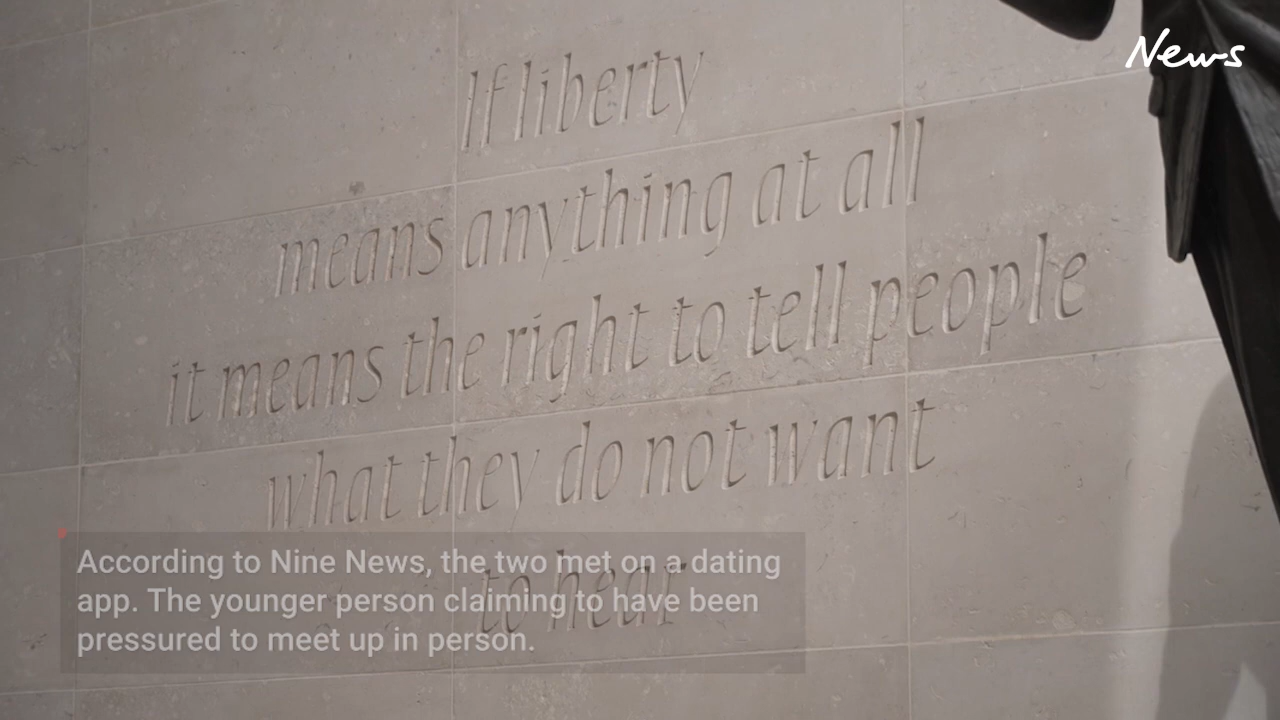 News
If liberty
means anything at all
it means the right to tell people
what they do not want
to hear
According to Nine News, the two met on a dating
app. The younger person claiming to have been
pressured to meet up in person.